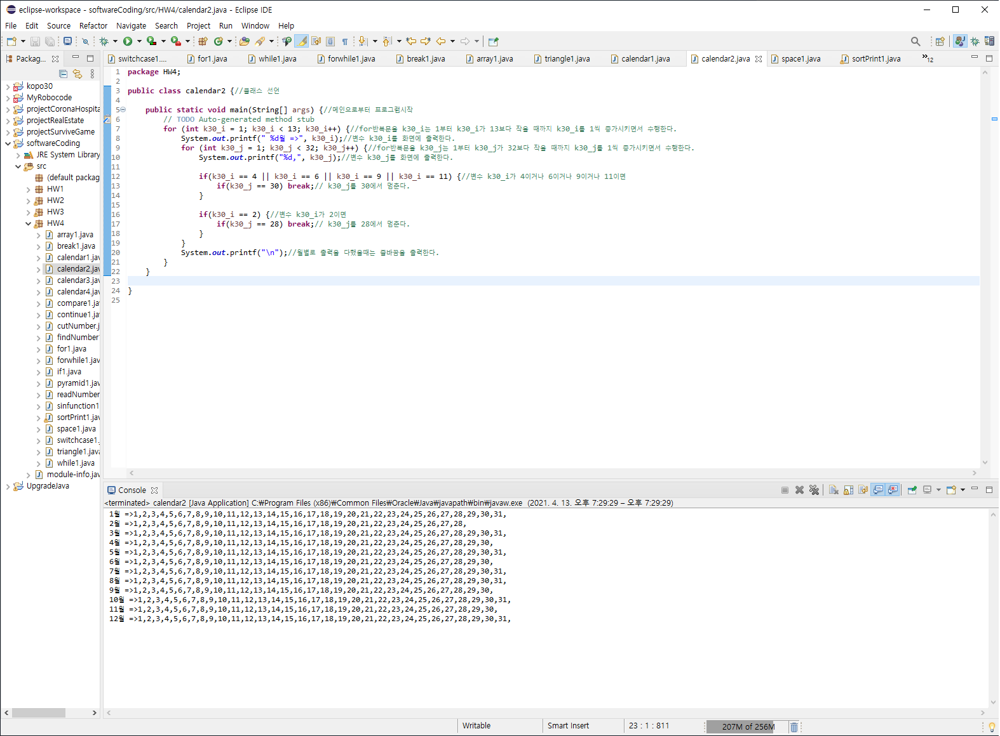 eclipse-workspace - softwareCoding/src/HW4/calendar2.java - Eclipse IDE
File Edit Source Refactor Navigate Search Project Run Window Help
Packag...
switchcase1....
for1.java
while1.java
forwhile1.java
break1.java
array1.java
triangle1.java
calendar1.java
calendar2.java
space1.java
sortPrint1.java
»12
kopo30
MyRobocode
projectCoronaHospita
projectRealEstate
projectSurviveGame
softwareCoding
JRE System Library
src
(default packag
HW1
HW2
HW3
HW4
array1.java
break1.java
calendar1.jav
calendar2.jav
calendar3.jav
calendar4.jav
compare1.jav
continue1.jav
cutNumber.j
findNumber1
for1.java
forwhile1.jav
if1.java
pyramid1.jav
readNumber
sinfunction1
sortPrint1.jav
space1.java
switchcase1.
triangle1.java
while1.java
module-info.jav
UpgradeJava
1 package HW4;
2
3 public class calendar2 {//클래스 선언
4
5 public static void main(String[] args) {//메인으로부터 프로그램시작
6 // TODO Auto-generated method stub
7 for (int k30_i = 1; k30_i < 13; k30_i++) {//for반복문을 k30_i는 1부터 k30_i가 13보다 작을 때까지 k30_i를 1씩 증가시키면서 수행한다.
8 System.out.printf(" %d월 =>", k30_i);//변수 k30_i를 화면에 출력한다.
9 for (int k30_j = 1; k30_j < 32; k30_j++) {//for반복문을 k30_j는 1부터 k30_j가 32보다 작을 때까지 k30_j를 1씩 증가시키면서 수행한다.
10 System.out.printf("%d,", k30_j);//변수 k30_j를 화면에 출력한다.
11
12 if(k30_i == 4 || k30_i == 6 || k30_i == 9 || k30_i == 11) {//변수 k30_i가 4이거나 6이거나 9이거나 11이면
13 if(k30_j == 30) break;// k30_j를 30에서 멈춘다.
14 }
15
16 if(k30_i == 2) {//변수 k30_i가 2이면
17 if(k30_j == 28) break;// k30_j를 28에서 멈춘다.
18 }
19 }
20 System.out.printf("\n");//월별로 출력을 다했을때는 줄바꿈을 출력한다.
21 }
22 }
23
24 }
25
Console
<terminated> calendar2 [Java Application] C:₩Program Files (x86)₩Common Files₩Oracle₩Java₩javapath₩bin₩javaw.exe (2021. 4. 13. 오후 7:29:29 – 오후 7:29:29)
1월 =>1,2,3,4,5,6,7,8,9,10,11,12,13,14,15,16,17,18,19,20,21,22,23,24,25,26,27,28,29,30,31,
2월 =>1,2,3,4,5,6,7,8,9,10,11,12,13,14,15,16,17,18,19,20,21,22,23,24,25,26,27,28,
3월 =>1,2,3,4,5,6,7,8,9,10,11,12,13,14,15,16,17,18,19,20,21,22,23,24,25,26,27,28,29,30,31,
4월 =>1,2,3,4,5,6,7,8,9,10,11,12,13,14,15,16,17,18,19,20,21,22,23,24,25,26,27,28,29,30,
5월 =>1,2,3,4,5,6,7,8,9,10,11,12,13,14,15,16,17,18,19,20,21,22,23,24,25,26,27,28,29,30,31,
6월 =>1,2,3,4,5,6,7,8,9,10,11,12,13,14,15,16,17,18,19,20,21,22,23,24,25,26,27,28,29,30,
7월 =>1,2,3,4,5,6,7,8,9,10,11,12,13,14,15,16,17,18,19,20,21,22,23,24,25,26,27,28,29,30,31,
8월 =>1,2,3,4,5,6,7,8,9,10,11,12,13,14,15,16,17,18,19,20,21,22,23,24,25,26,27,28,29,30,31,
9월 =>1,2,3,4,5,6,7,8,9,10,11,12,13,14,15,16,17,18,19,20,21,22,23,24,25,26,27,28,29,30,
10월 =>1,2,3,4,5,6,7,8,9,10,11,12,13,14,15,16,17,18,19,20,21,22,23,24,25,26,27,28,29,30,31,
11월 =>1,2,3,4,5,6,7,8,9,10,11,12,13,14,15,16,17,18,19,20,21,22,23,24,25,26,27,28,29,30,
12월 =>1,2,3,4,5,6,7,8,9,10,11,12,13,14,15,16,17,18,19,20,21,22,23,24,25,26,27,28,29,30,31,
Writable
Smart Insert
23 : 1 : 811
207M of 256M